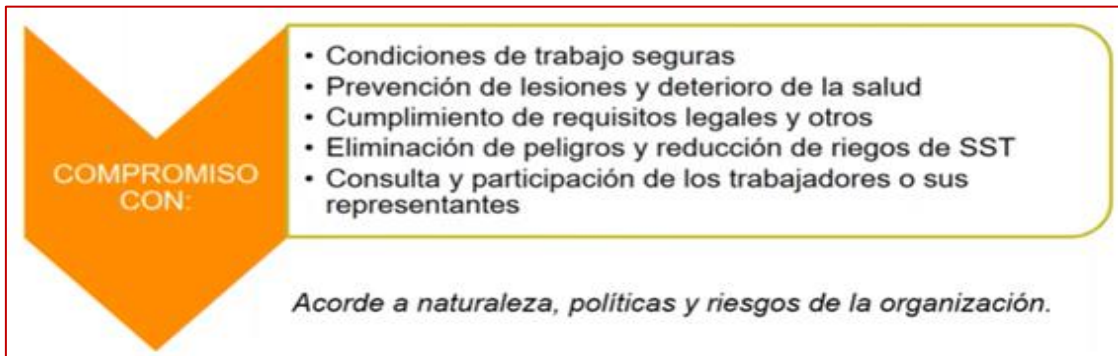 COMPROMISO
CON:
• Condiciones de trabajo seguras
• Prevención de lesiones y deterioro de la salud
• Cumplimiento de requisitos legales y otros
• Eliminación de peligros y reducción de riegos de SST
• Consulta y participación de los trabajadores o sus
representantes
Acorde a naturaleza, políticas y riesgos de la organización.